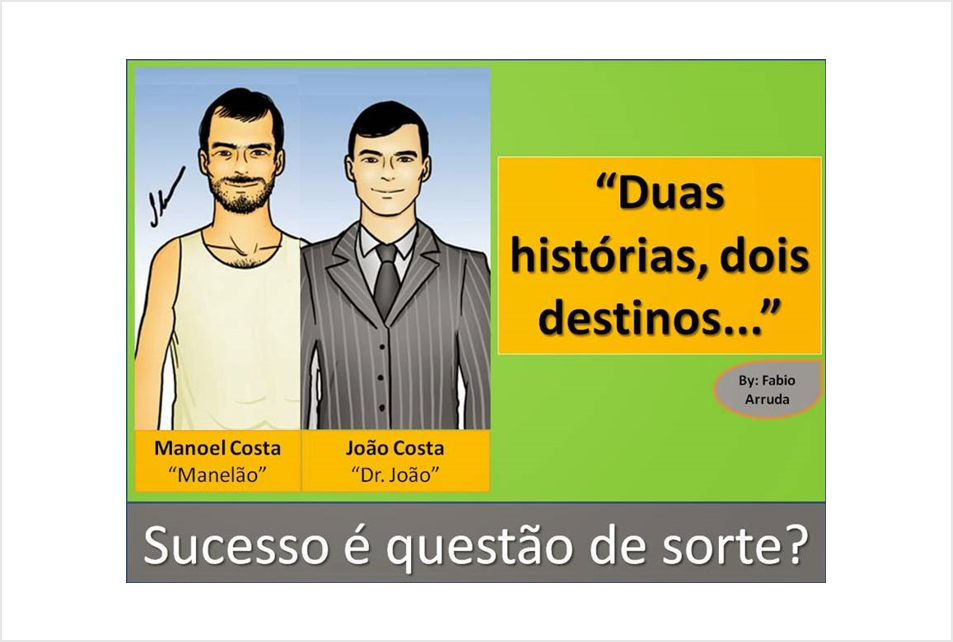 “Duas
histórias, dois
destinos...”
By: Fabio
Arruda
Manoel Costa
“Manelão”
João Costa
“Dr. João”
Sucesso é questão de sorte?